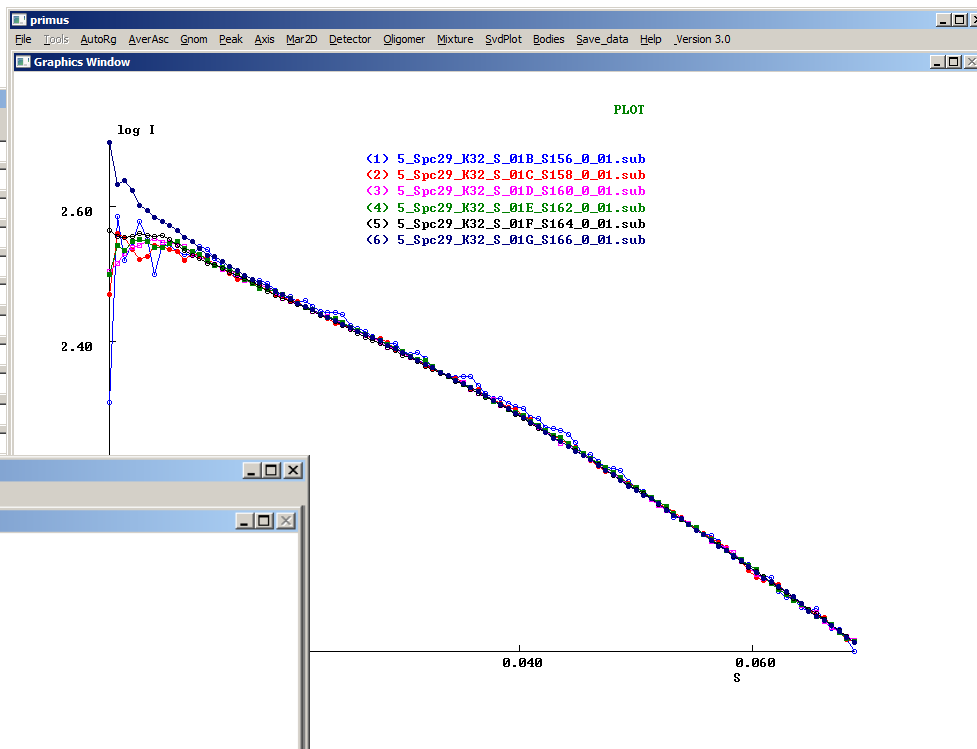 primus
File Tools AutoRg AverAsc Gnom Peak Axis Mar2D Detector Oligomer Mixture SvdPlot Bodies Save_data Help Version 3.0
Graphics Window
PLOT
log I
(1) 5_Spc29_K32_S_01B_S156_0_01.sub
(2) 5_Spc29_K32_S_01C_S158_0_01.sub
(3) 5_Spc29_K32_S_01D_S160_0_01.sub
(4) 5_Spc29_K32_S_01E_S162_0_01.sub
(5) 5_Spc29_K32_S_01F_S164_0_01.sub
(6) 5_Spc29_K32_S_01G_S166_0_01.sub
2.60
2.40
0.040 0.060
S